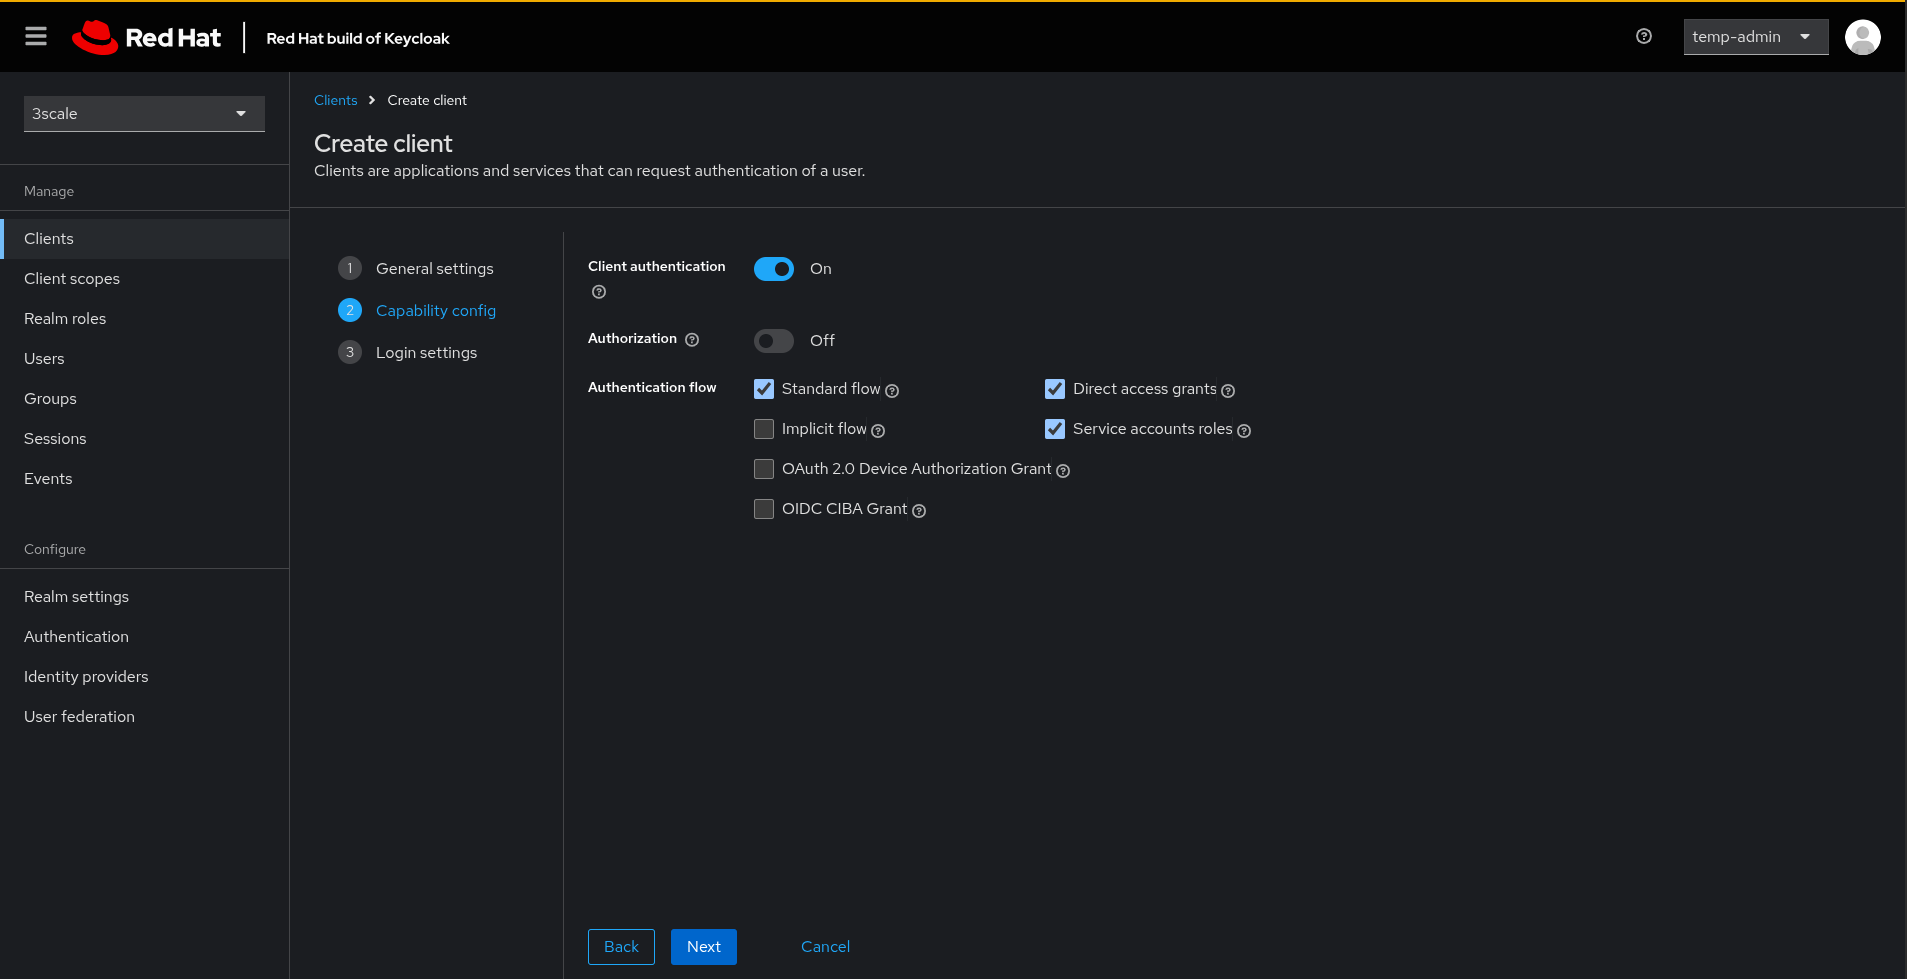 Red Hat
Red Hat build of Keycloak
temp-admin
3scale
Manage
Clients
Client scopes
Realm roles
Users
Groups
Sessions
Events
Configure
Realm settings
Authentication
Identity providers
User federation
Clients > Create client
Create client
Clients are applications and services that can request authentication of a user.
1 General settings
2 Capability config
3 Login settings
Client authentication
On
Authorization
Off
Authentication flow
Standard flow
Direct access grants
Implicit flow
Service accounts roles
OAuth 2.0 Device Authorization Grant
OIDC CIBA Grant
Back
Next
Cancel